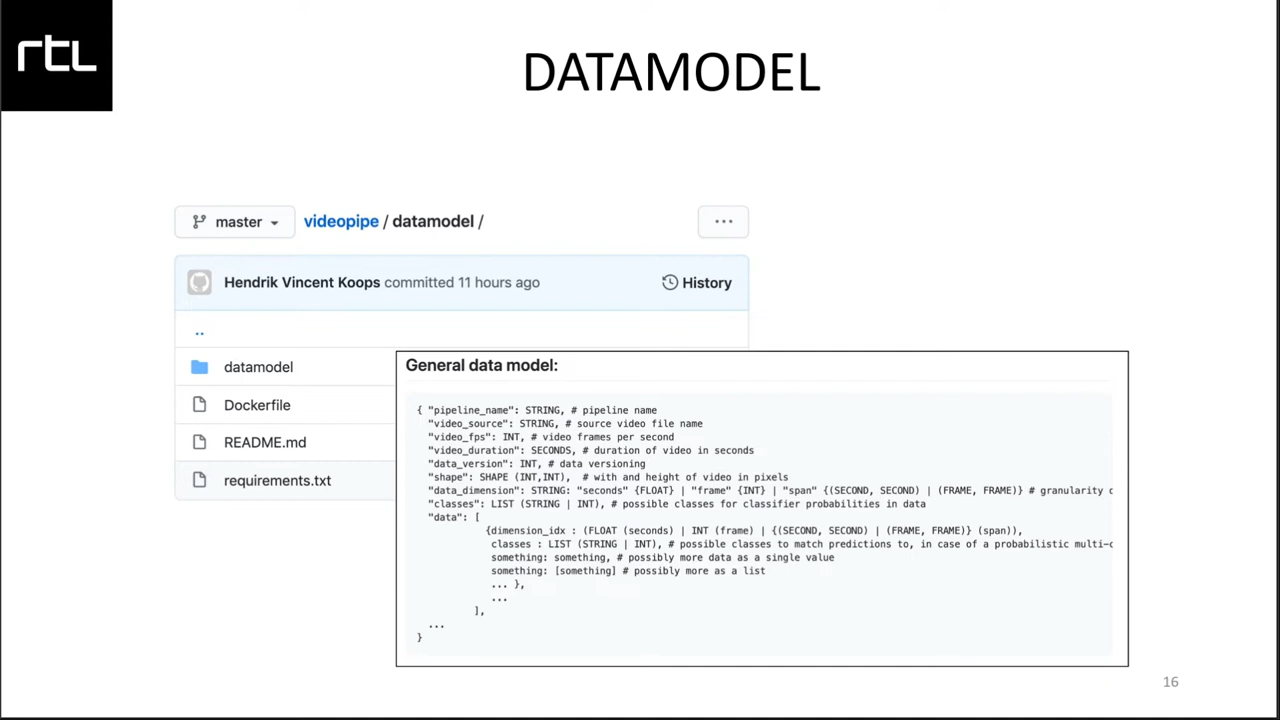 rtl
DATAMODEL
master
videopipe / datamodel /
...
Hendrik Vincent Koops committed 11 hours ago
History
..
datamodel
Dockerfile
README.md
requirements.txt
General data model:
{ "pipeline_name": STRING, # pipeline name
"video_source": STRING, # source video file name
"video_fps": INT, # video frames per second
"video_duration": SECONDS, # duration of video in seconds
"data_version": INT, # data versioning
"shape": SHAPE (INT,INT),  # with and height of video in pixels
"data_dimension": STRING: "seconds" {FLOAT} | "frame" {INT} | "span" {(SECOND, SECOND) | (FRAME, FRAME)} # granularity
"classes": LIST (STRING | INT), # possible classes for classifier probabilities in data
"data": [
{dimension_idx : (FLOAT (seconds) | INT (frame) | {(SECOND, SECOND) | (FRAME, FRAME)} (span)),
classes : LIST (STRING | INT), # possible classes to match predictions to, in case of a probabilistic multi-
something: something, # possibly more data as a single value
something: [something] # possibly more as a list
... },
...
],
...
}
16